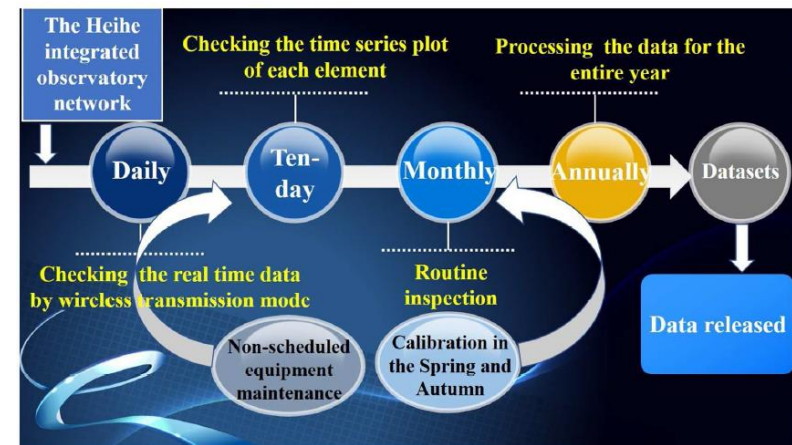 The Heihe
integrated
observatory
network
Checking the time series plot
of each element
Processing the data for the
entire year
Daily
Ten-
day
Monthly
Annually
Datasets
Checking the real time data
by wireless transmission mode
Routine
inspection
Non-scheduled
equipment
maintenance
Calibration in
the Spring and
Autumn
Data released